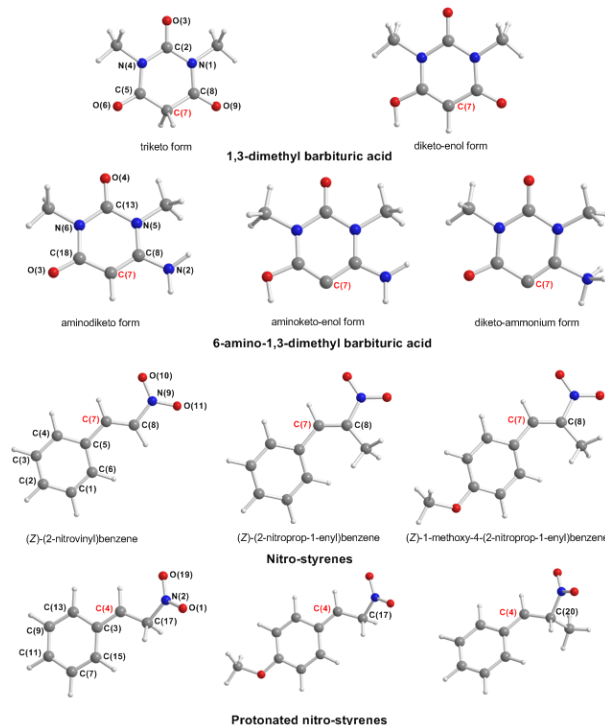 O(3)
C(2)
N(4) N(1)
C(5) C(8)
O(6) C(7) O(9) C(7)
triketo form diketo-enol form
1,3-dimethyl barbituric acid
O(4)
C(13)
N(6) N(5)
C(18) C(8)
O(3) C(7) N(2) C(7) C(7)
aminodiketo form aminoketo-enol form diketo-ammonium form
6-amino-1,3-dimethyl barbituric acid
O(10)
N(9)
O(11)
C(7) C(8) C(7) C(8) C(7) C(8)
C(4) C(5)
C(3) C(6)
C(2) C(1)
(Z)-(2-nitrovinyl)benzene (Z)-(2-nitroprop-1-enyl)benzene (Z)-1-methoxy-4-(2-nitroprop-1-enyl)benzene
Nitro-styrenes
O(19)
N(2)
O(1)
C(13) C(4) C(17) C(4) C(17) C(4) C(20)
C(9) C(3)
C(11) C(15)
C(7)
Protonated nitro-styrenes